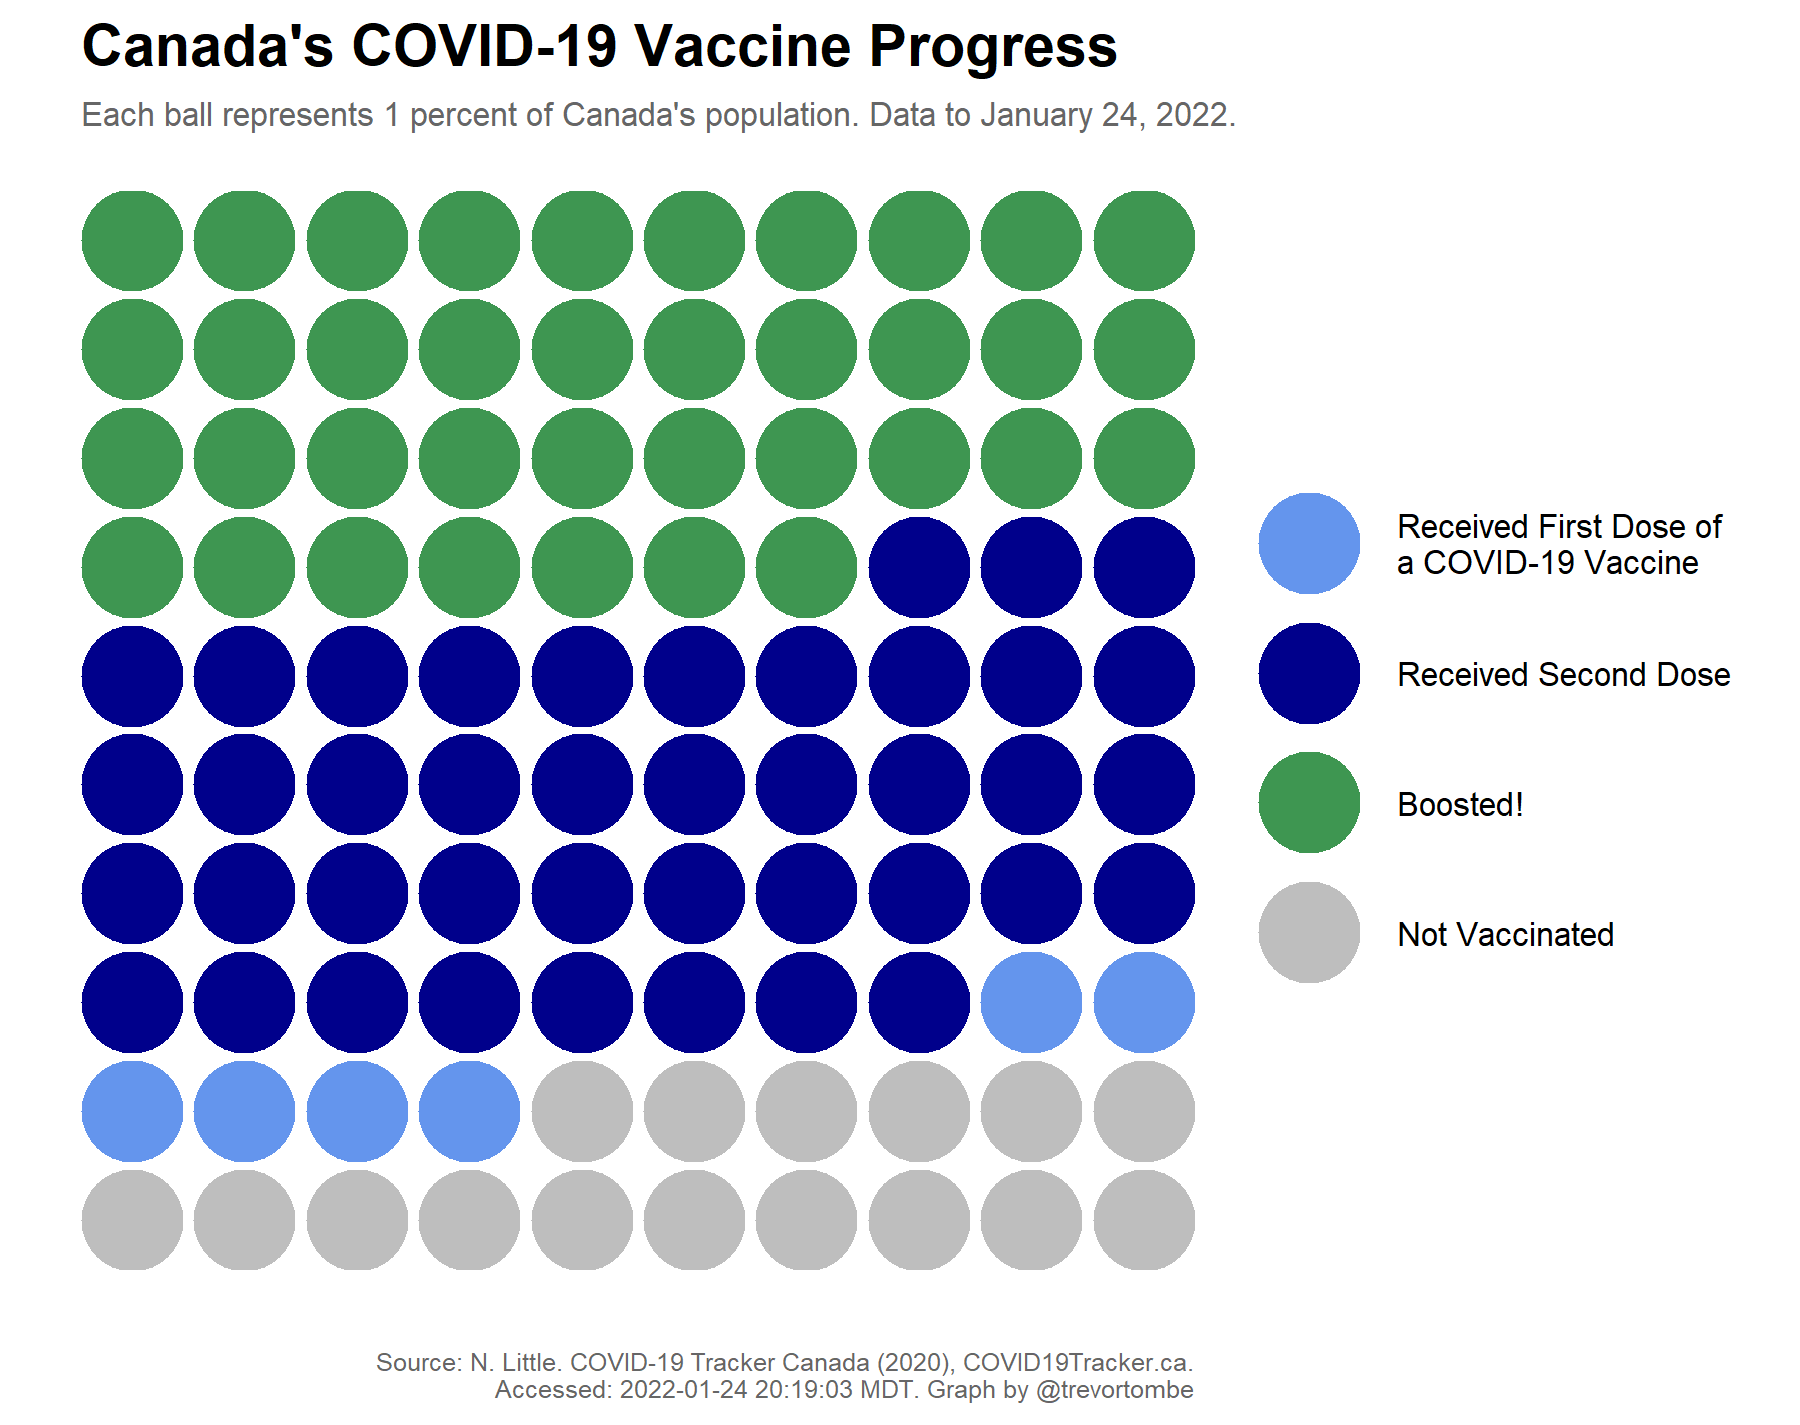 Canada's COVID-19 Vaccine Progress
Each ball represents 1 percent of Canada's population. Data to January 24, 2022.
Received First Dose of
a COVID-19 Vaccine
Received Second Dose
Boosted!
Not Vaccinated
Source: N. Little. COVID-19 Tracker Canada (2020), COVID19Tracker.ca.
Accessed: 2022-01-24 20:19:03 MDT. Graph by @trevortombe